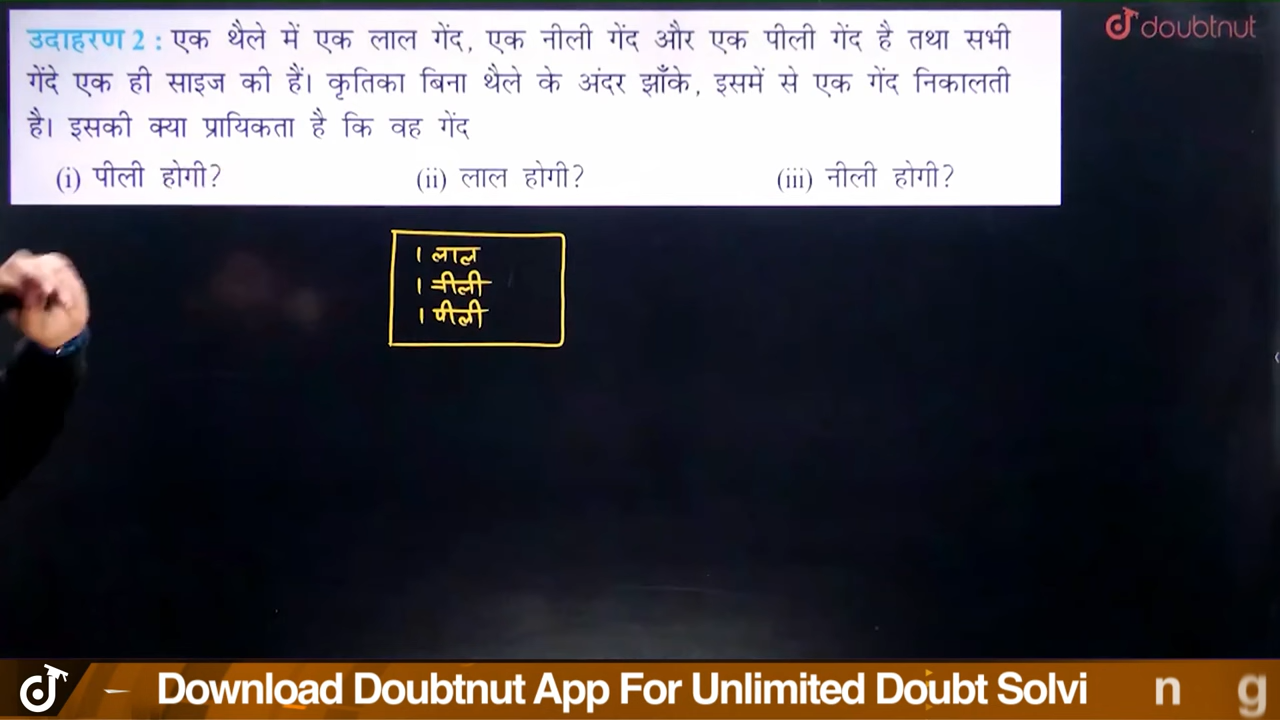 उदाहरण 2 : एक थैले में एक लाल गेंद, एक नीली गेंद और एक पीली गेंद है तथा सभी
doubtnut
गेंदे एक ही साइज की हैं। कृतिका बिना थैले के अंदर झाँके, इसमें से एक गेंद निकालती
है। इसकी क्या प्रायिकता है कि वह गेंद
(i) पीली होगी? (ii) लाल होगी? (iii) नीली होगी?
1 लाल
1 नीली
1 पीली
Download Doubtnut App For Unlimited Doubt Solvi n g